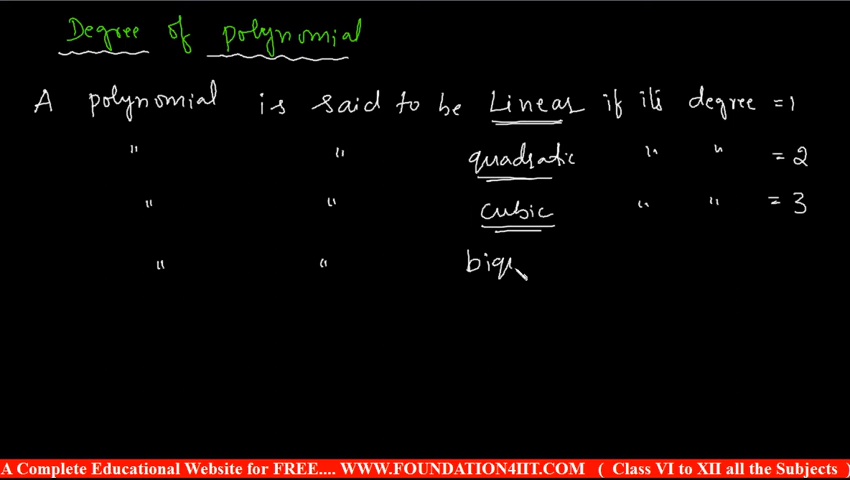 Degree of polynomial
A polynomial is said to be Linear if its degree = 1
" " quadratic " " = 2
" " cubic " " = 3
" " biqu
A Complete Educational Website for FREE.... WWW.FOUNDATION4IIT.COM ( Class VI to XII all the Subjects )